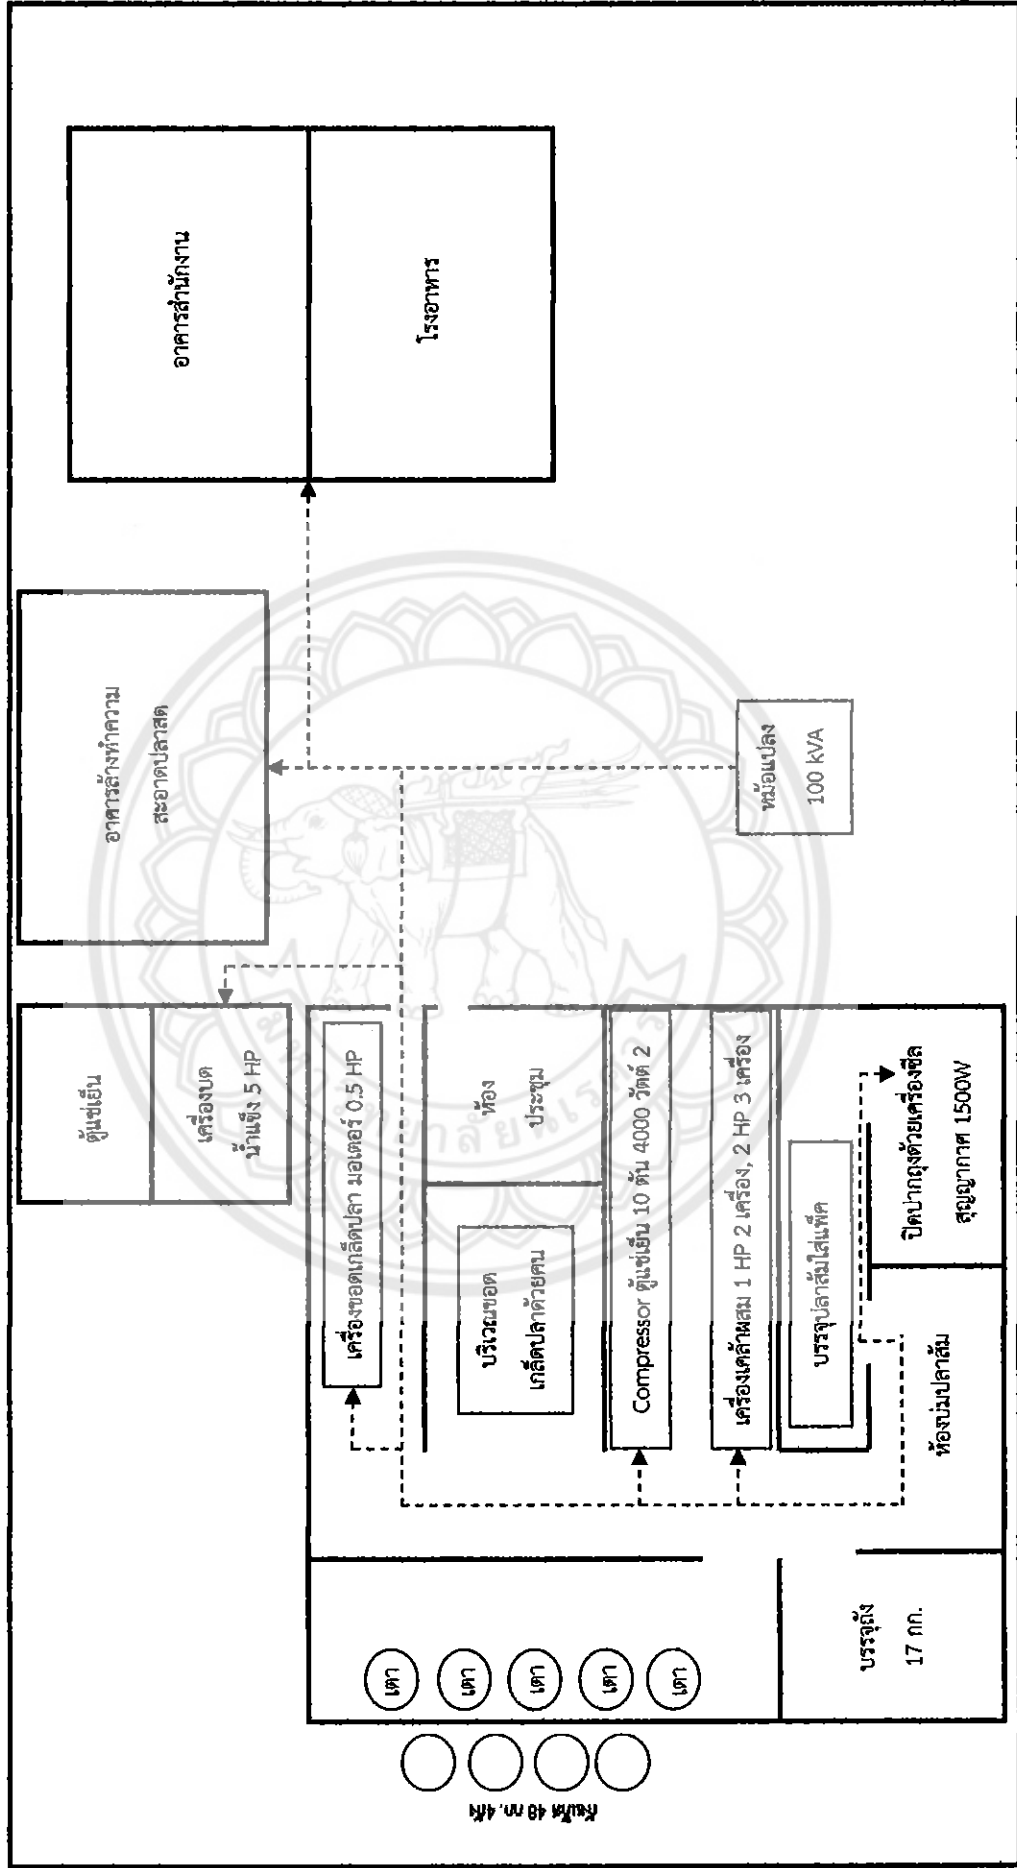 ตู้แช่เย็น
เครื่องบด
น้ำแข็ง 5 HP
อาคารล้างทำความ
สะอาดปลาสด
อาคารสำนักงาน
โรงอาหาร
หม้อแปลง
100 kVA
เครื่องขอดเกล็ดปลา มอเตอร์ 0.5 HP
ห้อง
ประชุม
บริเวณขอด
เกล็ดปลาด้วยคน
Compressor ตู้แช่เย็น 10 ตัน 4000 วัตต์ 2
เครื่องเคล้าผสม 1 HP 2 เครื่อง, 2 HP 3 เครื่อง
บรรจุปลาส้มใส่แพ็ค
ปิดปากถุงด้วยเครื่องซีล
สุญญากาศ 1500W
ห้องบ่มปลาส้ม
บรรจุถัง
17 กก.
เตา
เตา
เตา
เตา
เตา
48 กก. 4ถัง